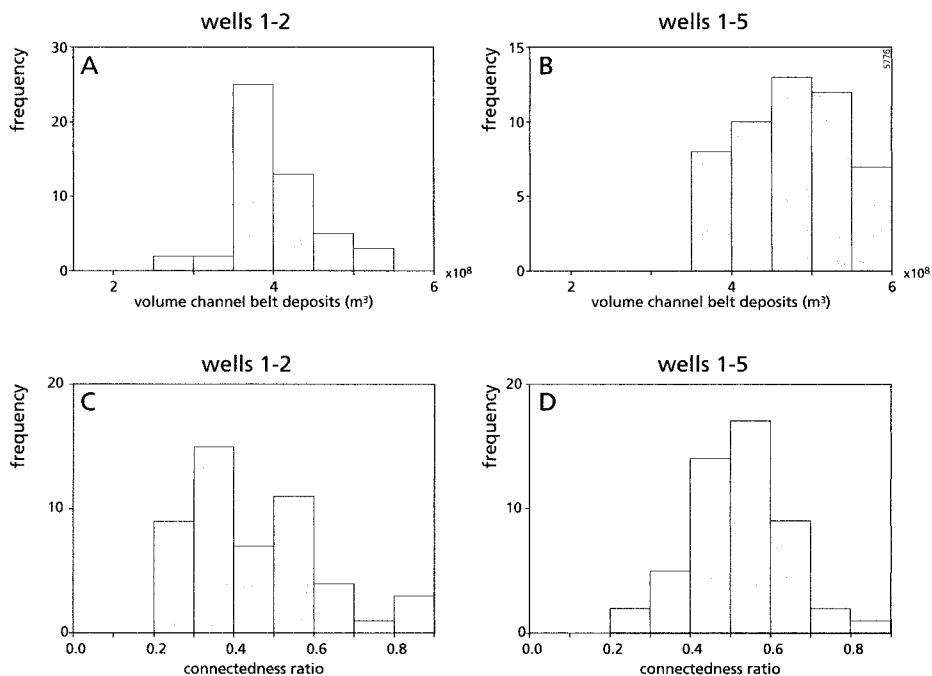 wells 1-2
wells 1-5
frequency
30
20
10
0
A
2
4
6
x10⁸
volume channel belt deposits (m³)
frequency
15
10
5
0
B
5776
2
4
6
x10⁸
volume channel belt deposits (m³)
wells 1-2
wells 1-5
frequency
20
10
0
C
0.0
0.2
0.4
0.6
0.8
connectedness ratio
frequency
20
10
0
D
0.0
0.2
0.4
0.6
0.8
connectedness ratio